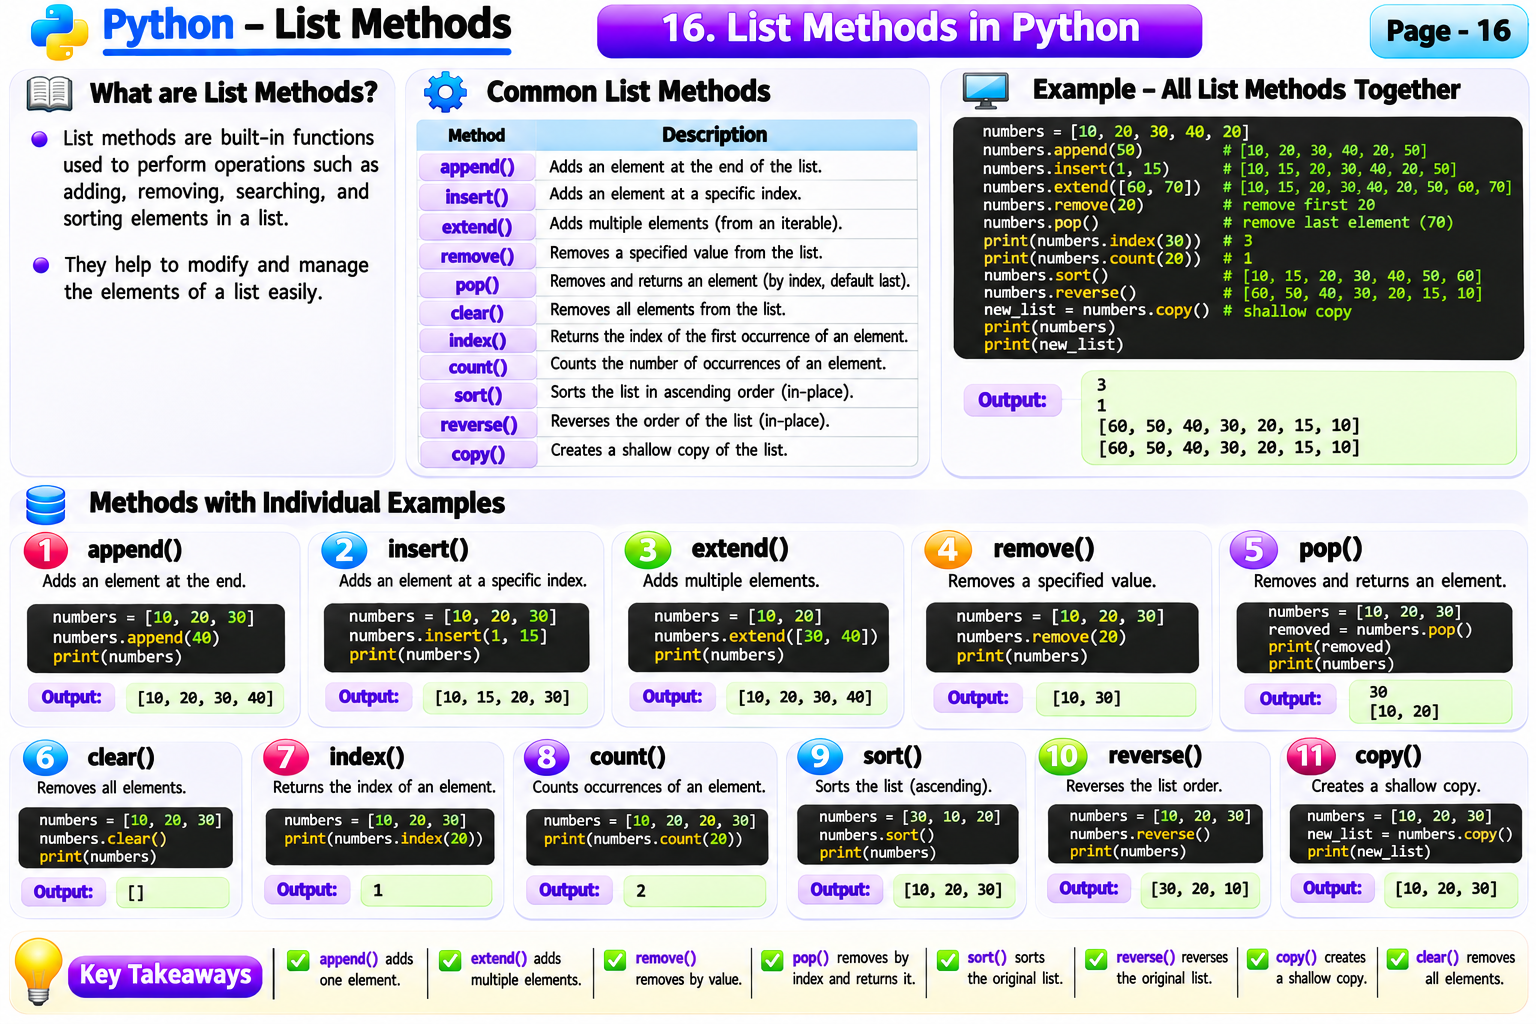 Python – List Methods
16. List Methods in Python
Page - 16
What are List Methods?
List methods are built-in functions
used to perform operations such as
adding, removing, searching, and
sorting elements in a list.
They help to modify and manage
the elements of a list easily.
Common List Methods
Method Description
append() Adds an element at the end of the list.
insert() Adds an element at a specific index.
extend() Adds multiple elements (from an iterable).
remove() Removes a specified value from the list.
pop() Removes and returns an element (by index, default last).
clear() Removes all elements from the list.
index() Returns the index of the first occurrence of an element.
count() Counts the number of occurrences of an element.
sort() Sorts the list in ascending order (in-place).
reverse() Reverses the order of the list (in-place).
copy() Creates a shallow copy of the list.
Example – All List Methods Together
numbers = [10, 20, 30, 40, 20]
numbers.append(50) # [10, 20, 30, 40, 20, 50]
numbers.insert(1, 15) # [10, 15, 20, 30, 40, 20, 50]
numbers.extend([60, 70]) # [10, 15, 20, 30, 40, 20, 50, 60, 70]
numbers.remove(20) # remove first 20
numbers.pop() # remove last element (70)
print(numbers.index(30)) # 3
print(numbers.count(20)) # 1
numbers.sort() # [10, 15, 20, 30, 40, 50, 60]
numbers.reverse() # [60, 50, 40, 30, 20, 15, 10]
new_list = numbers.copy() # shallow copy
print(numbers)
print(new_list)
Output:
3
1
[60, 50, 40, 30, 20, 15, 10]
[60, 50, 40, 30, 20, 15, 10]
Methods with Individual Examples
1 append()
Adds an element at the end.
numbers = [10, 20, 30]
numbers.append(40)
print(numbers)
Output: [10, 20, 30, 40]
2 insert()
Adds an element at a specific index.
numbers = [10, 20, 30]
numbers.insert(1, 15]
print(numbers)
Output: [10, 15, 20, 30]
3 extend()
Adds multiple elements.
numbers = [10, 20]
numbers.extend([30, 40])
print(numbers)
Output: [10, 20, 30, 40]
4 remove()
Removes a specified value.
numbers = [10, 20, 30]
numbers.remove(20)
print(numbers)
Output: [10, 30]
5 pop()
Removes and returns an element.
numbers = [10, 20, 30]
removed = numbers.pop()
print(removed)
print(numbers)
Output: 30
[10, 20]
6 clear()
Removes all elements.
numbers = [10, 20, 30]
numbers.clear()
print(numbers)
Output: []
7 index()
Returns the index of an element.
numbers = [10, 20, 30]
print(numbers.index(20))
Output: 1
8 count()
Counts occurrences of an element.
numbers = [10, 20, 20, 30]
print(numbers.count(20))
Output: 2
9 sort()
Sorts the list (ascending).
numbers = [30, 10, 20]
numbers.sort()
print(numbers)
Output: [10, 20, 30]
10 reverse()
Reverses the list order.
numbers = [10, 20, 30]
numbers.reverse()
print(numbers)
Output: [30, 20, 10]
11 copy()
Creates a shallow copy.
numbers = [10, 20, 30]
new_list = numbers.copy()
print(new_list)
Output: [10, 20, 30]
Key Takeaways
append() adds
one element.
extend() adds
multiple elements.
remove()
removes by value.
pop() removes by
index and returns it.
sort() sorts
the original list.
reverse() reverses
the original list.
copy() creates
a shallow copy.
clear() removes
all elements.